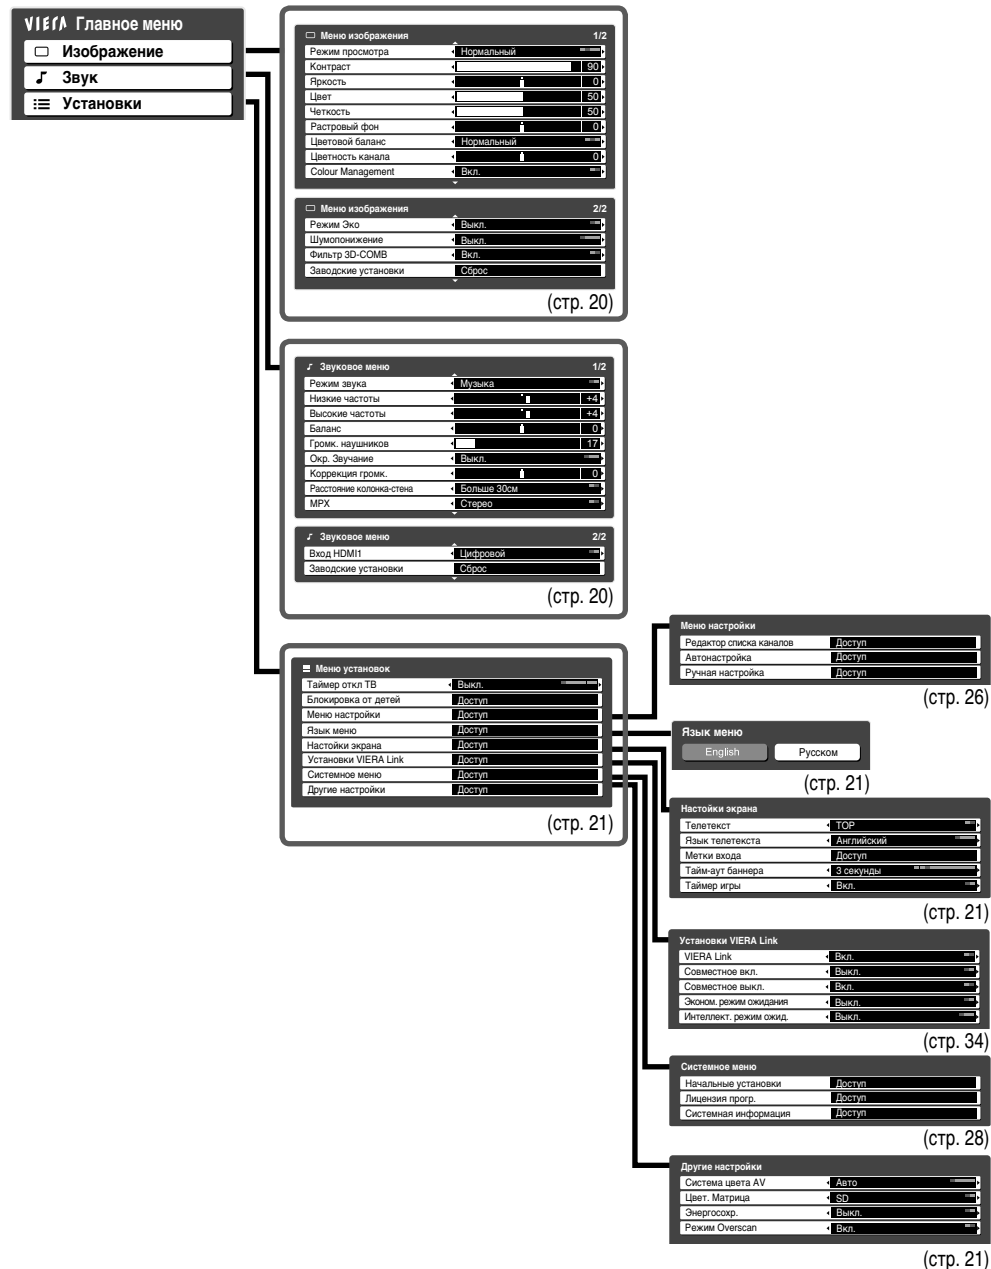 VIERA Главное меню
Изображение
Звук
Установки
Меню изображения 1/2
Режим просмотра Нормальный
Контраст 90
Яркость 0
Цвет 50
Четкость 50
Растровый фон 0
Цветовой баланс Нормальный
Цветность канала 0
Colour Management Вкл.
Меню изображения 2/2
Режим Эко Выкл.
Шумопонижение Выкл.
Фильтр 3D-COMB Вкл.
Заводские установки Сброс
(стр. 20)
Звуковое меню 1/2
Режим звука Музыка
Низкие частоты +4
Высокие частоты +4
Баланс 0
Громк. наушников 17
Окр. Звучание Выкл.
Коррекция громк. 0
Расстояние колонка-стена Больше 30см
MPX Стерео
Звуковое меню 2/2
Вход HDMI1 Цифровой
Заводские установки Сброс
(стр. 20)
Меню установок
Таймер откл ТВ Выкл.
Блокировка от детей Доступ
Меню настройки Доступ
Язык меню Доступ
Настойки экрана Доступ
Установки VIERA Link Доступ
Системное меню Доступ
Другие настройки Доступ
(стр. 21)
Меню настройки
Редактор списка каналов Доступ
Автонастройка Доступ
Ручная настройка Доступ
(стр. 26)
Язык меню
English Русском
(стр. 21)
Настойки экрана
Телетекст TOP
Язык телетекста Английский
Метки входа Доступ
Тайм-аут баннера 3 секунды
Таймер игры Вкл.
(стр. 21)
Установки VIERA Link
VIERA Link Вкл.
Совместное вкл. Выкл.
Совместное выкл. Вкл.
Эконом. режим ожидания Выкл.
Интеллект. режим ожид. Выкл.
(стр. 34)
Системное меню
Начальные установки Доступ
Лицензия прогр. Доступ
Системная информация Доступ
(стр. 28)
Другие настройки
Система цвета AV Авто
Цвет. Матрица SD
Энергосохр. Выкл.
Режим Overscan Вкл.
(стр. 21)